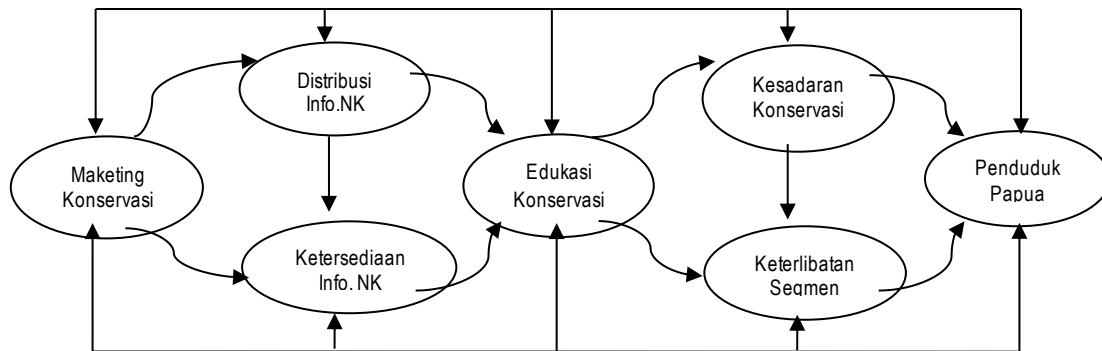 Distribusi
Info.NK
Kesadaran
Konservasi
Maketing
Konservasi
Edukasi
Konservasi
Penduduk
Papua
Ketersediaan
Info. NK
Keterlibatan
Segmen